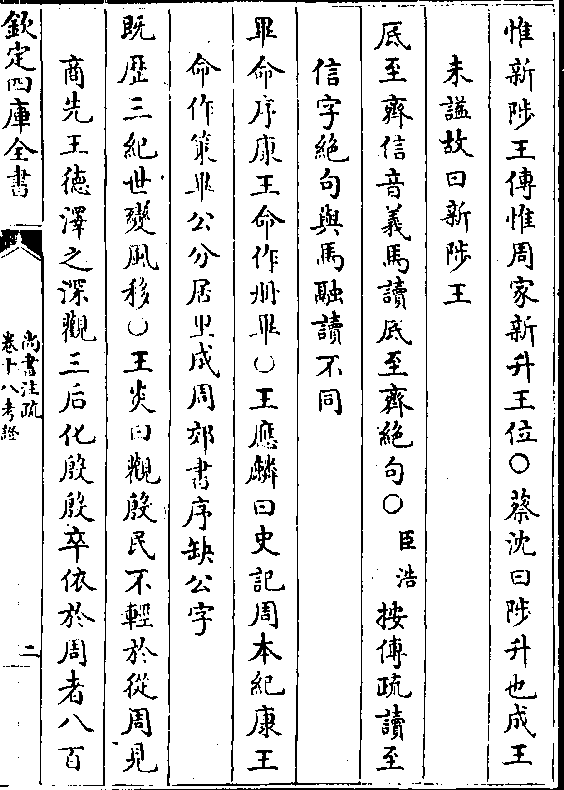 惟新陟王傳惟周家新升王位○蔡沈曰陟升也成王
未諡故曰新陟王
厎至齊信音義馬讀厎至齊絶句○臣浩按傳疏讀至
信字絶句與馬融讀不同
畢命序康王命作册畢○王應麟曰史記周本紀康王
命作策畢公分居里成周郊書序缺公字
既歴三紀世變風移○王炎曰觀殷民不輕於從周見
商先王德澤之深觀三后化殷殷卒依於周者八百
欽定四庫全書
尚書注疏
卷十八考證
二